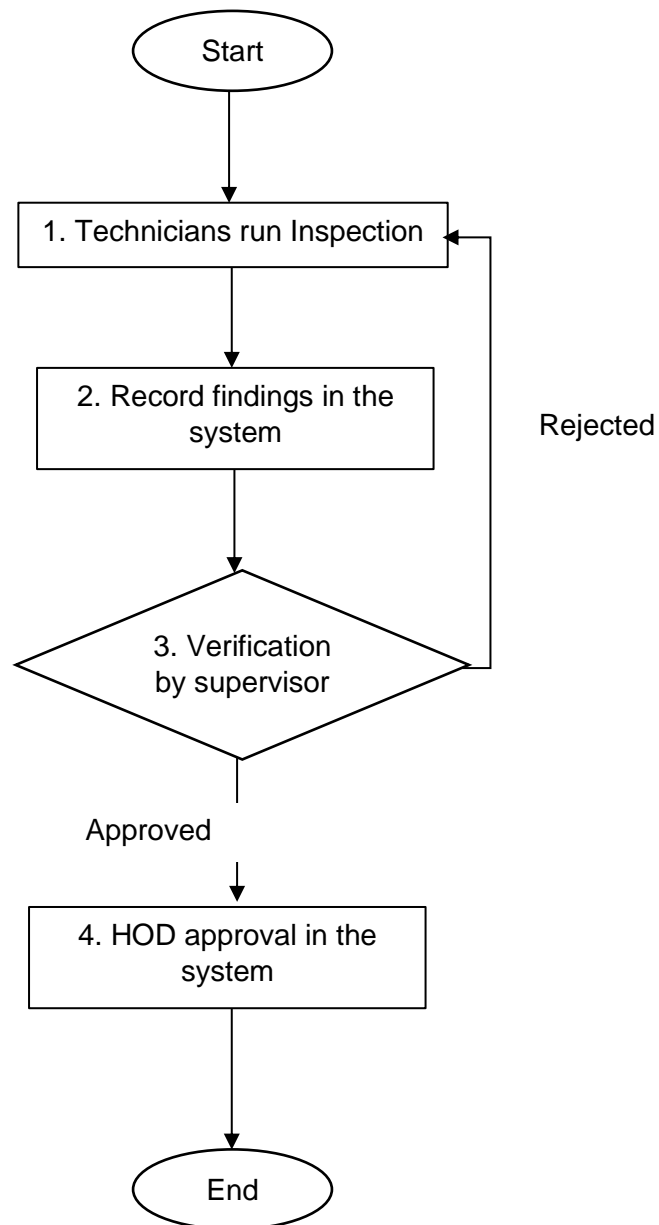 Start
1. Technicians run Inspection
2. Record findings in the
system
Rejected
3. Verification
by supervisor
Approved
4. HOD approval in the
system
End